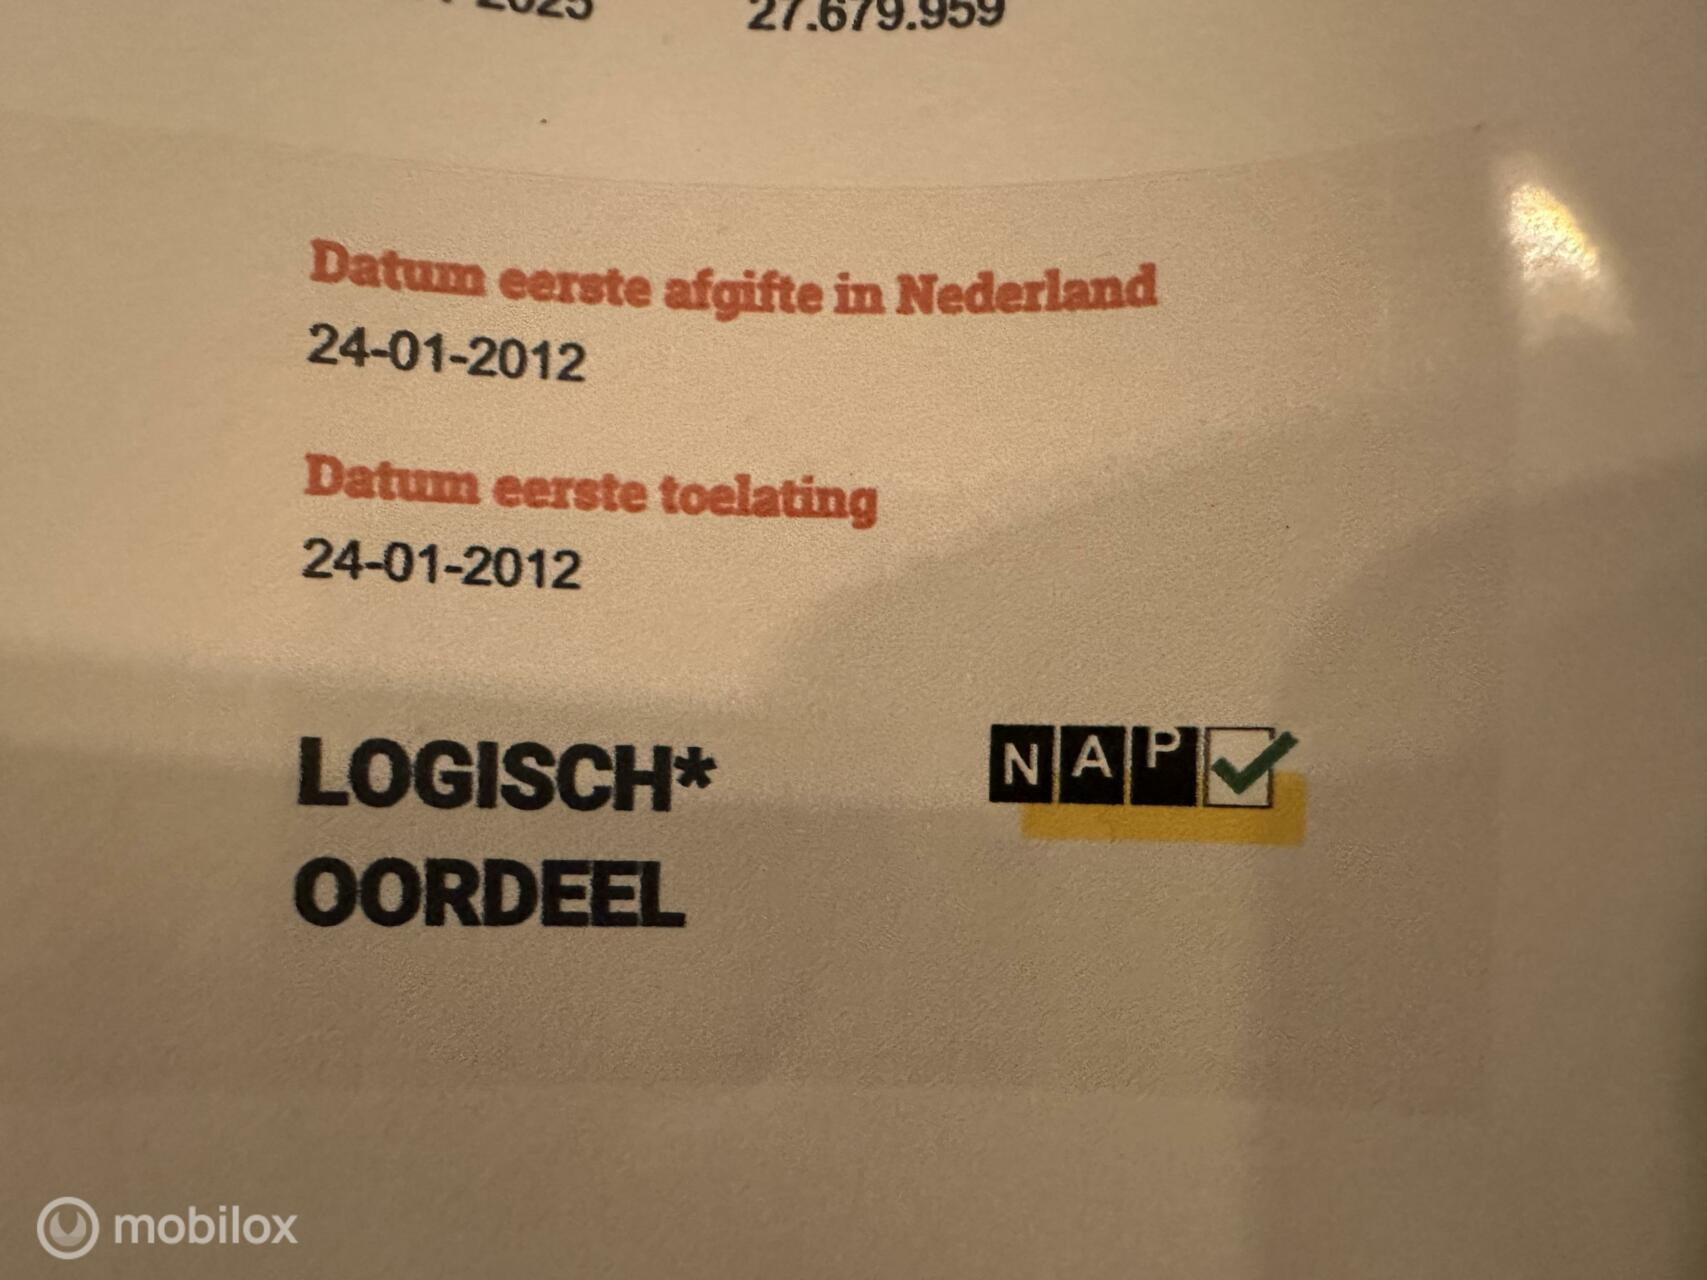 2025 27.679.959
Datum eerste afgifte in Nederland
24-01-2012
Datum eerste toelating
24-01-2012
LOGISCH* NAP
OORDEEL
mobilox